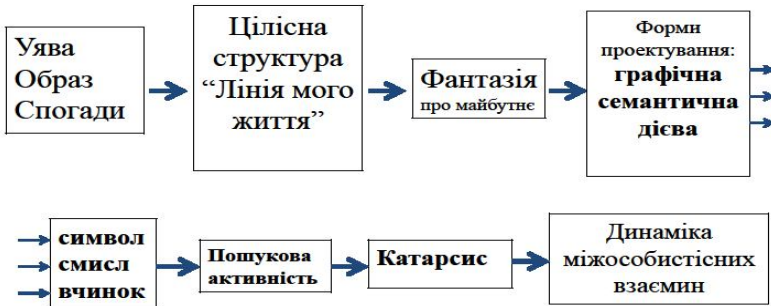 Уява
Образ
Спогади
Цілісна
структура
“Лінія мого
життя”
Фантазія
про майбутнє
Форми
проектування:
графічна
семантична
дієва
символ
смисл
вчинок
Пошукова
активність
Катарсис
Динаміка
міжособистісних
взаємин